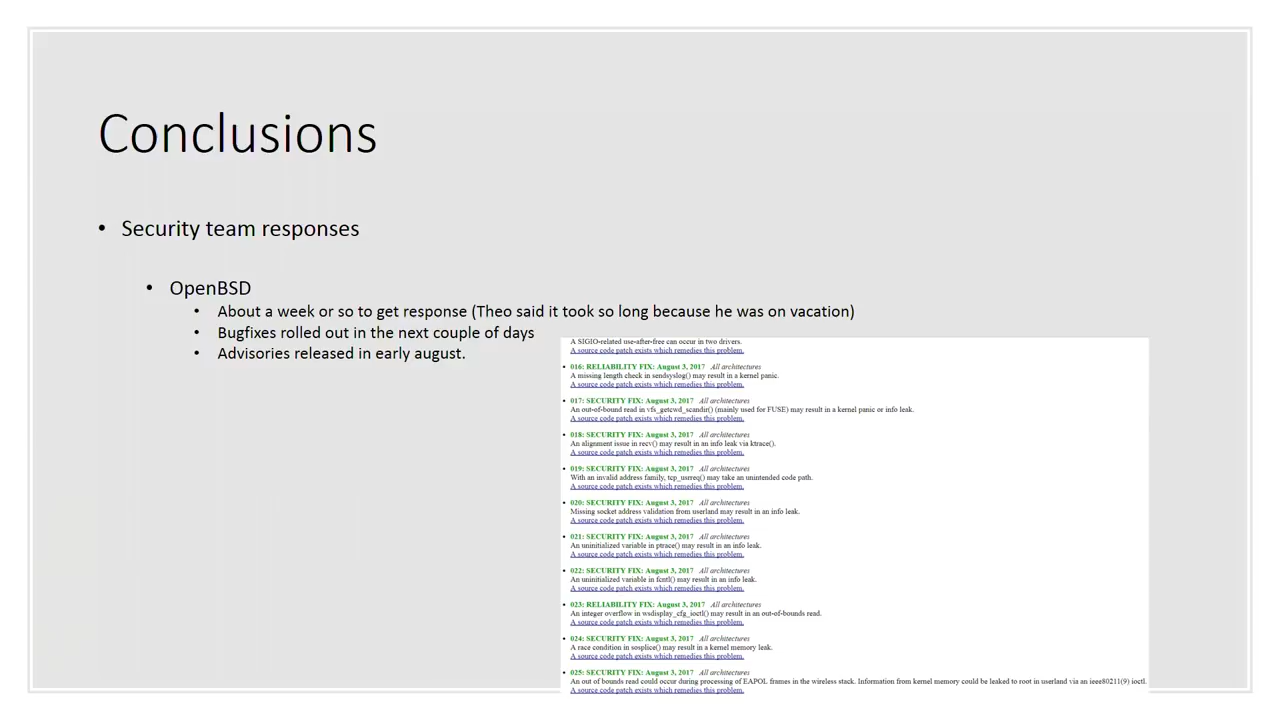 Conclusions
• Security team responses
• OpenBSD
• About a week or so to get response (Theo said it took so long because he was on vacation)
• Bugfixes rolled out in the next couple of days
• Advisories released in early august.
A SIGIO-related use-after-free can occur in two drivers.
A source code patch exists which remedies this problem.
• 016: RELIABILITY FIX: August 3, 2017 All architectures
A missing length check in sendsyslog() may result in a kernel panic.
A source code patch exists which remedies this problem.
• 017: SECURITY FIX: August 3, 2017 All architectures
An out-of-bound read in vfs_getcwd_scandir() (mainly used for FUSE) may result in a kernel panic or info leak.
A source code patch exists which remedies this problem.
• 018: SECURITY FIX: August 3, 2017 All architectures
An alignment issue in recv() may result in an info leak via ktrace().
A source code patch exists which remedies this problem.
• 019: SECURITY FIX: August 3, 2017 All architectures
With an invalid address family, tcp_usrreq() may take an unintended code path.
A source code patch exists which remedies this problem.
• 020: SECURITY FIX: August 3, 2017 All architectures
Missing socket address validation from userland may result in an info leak.
A source code patch exists which remedies this problem.
• 021: SECURITY FIX: August 3, 2017 All architectures
An uninitialized variable in ptrace() may result in an info leak.
A source code patch exists which remedies this problem.
• 022: SECURITY FIX: August 3, 2017 All architectures
An uninitialized variable in fcntl() may result in an info leak.
A source code patch exists which remedies this problem.
• 023: RELIABILITY FIX: August 3, 2017 All architectures
An integer overflow in wsdisplay_cfg_ioctl() may result in an out-of-bounds read.
A source code patch exists which remedies this problem.
• 024: SECURITY FIX: August 3, 2017 All architectures
A race condition in sosplice() may result in a kernel memory leak.
A source code patch exists which remedies this problem.
• 025: SECURITY FIX: August 3, 2017 All architectures
An out of bounds read could occur during processing of EAPOL frames in the wireless stack. Information from kernel memory could be leaked to root in userland via an ieee80211(9) ioctl.
A source code patch exists which remedies this problem.